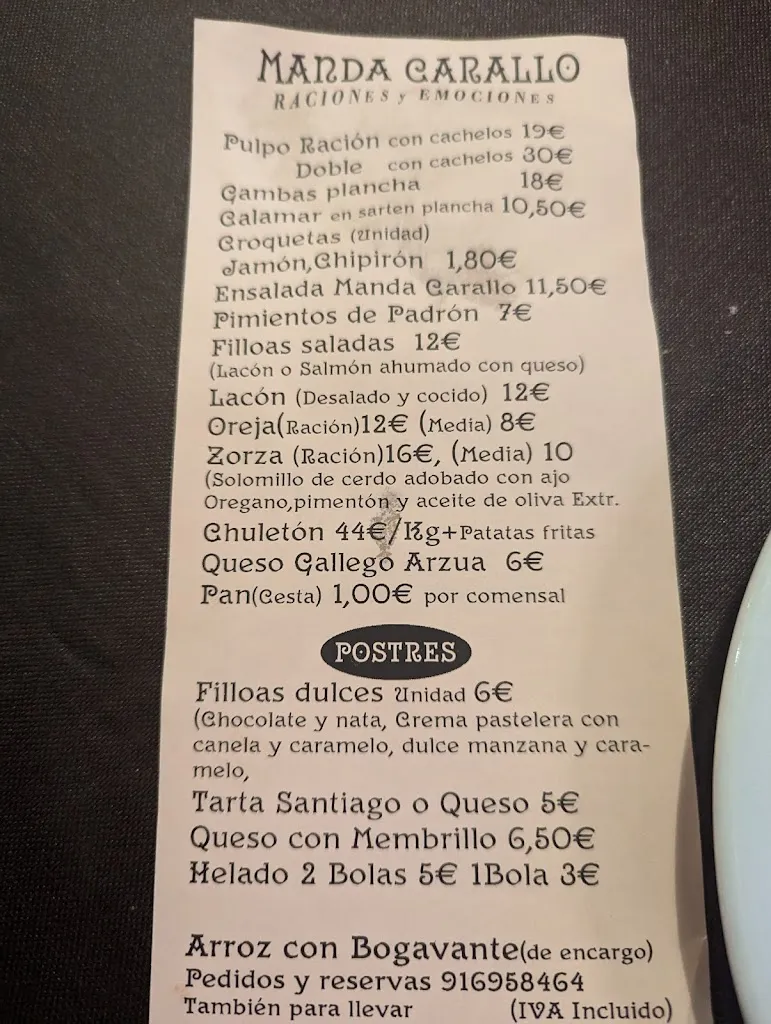 MANDA CARALLO
RACIONES y EMOCIONES
Pulpo Ración con cachelos 19€
Doble con cachelos 30€
Gambas plancha 18€
Calamar en sarten plancha 10,50€
Croquetas (Unidad)
Jamón,Chipirón 1,80€
Ensalada Manda Carallo 11,50€
Pimientos de Padrón 7€
Filloas saladas 12€
(Lacón o Salmón ahumado con queso)
Lacón (Desalado y cocido) 12€
Oreja(Ración)12€ (Media) 8€
Zorza (Ración)16€, (Media) 10
(Solomillo de cerdo adobado con ajo
Oregano,pimentón y aceite de oliva Extr.
Chuletón 44€/Kg+Patatas fritas
Queso Gallego Arzua 6€
Pan(Cesta) 1,00€ por comensal
POSTRES
Filloas dulces Unidad 6€
(Chocolate y nata, Crema pastelera con
canela y caramelo, dulce manzana y cara-
melo,
Tarta Santiago o Queso 5€
Queso con Membrillo 6,50€
Helado 2 Bolas 5€ 1Bola 3€
Arroz con Bogavante(de encargo)
Pedidos y reservas 916958464
También para llevar (IVA Incluido)